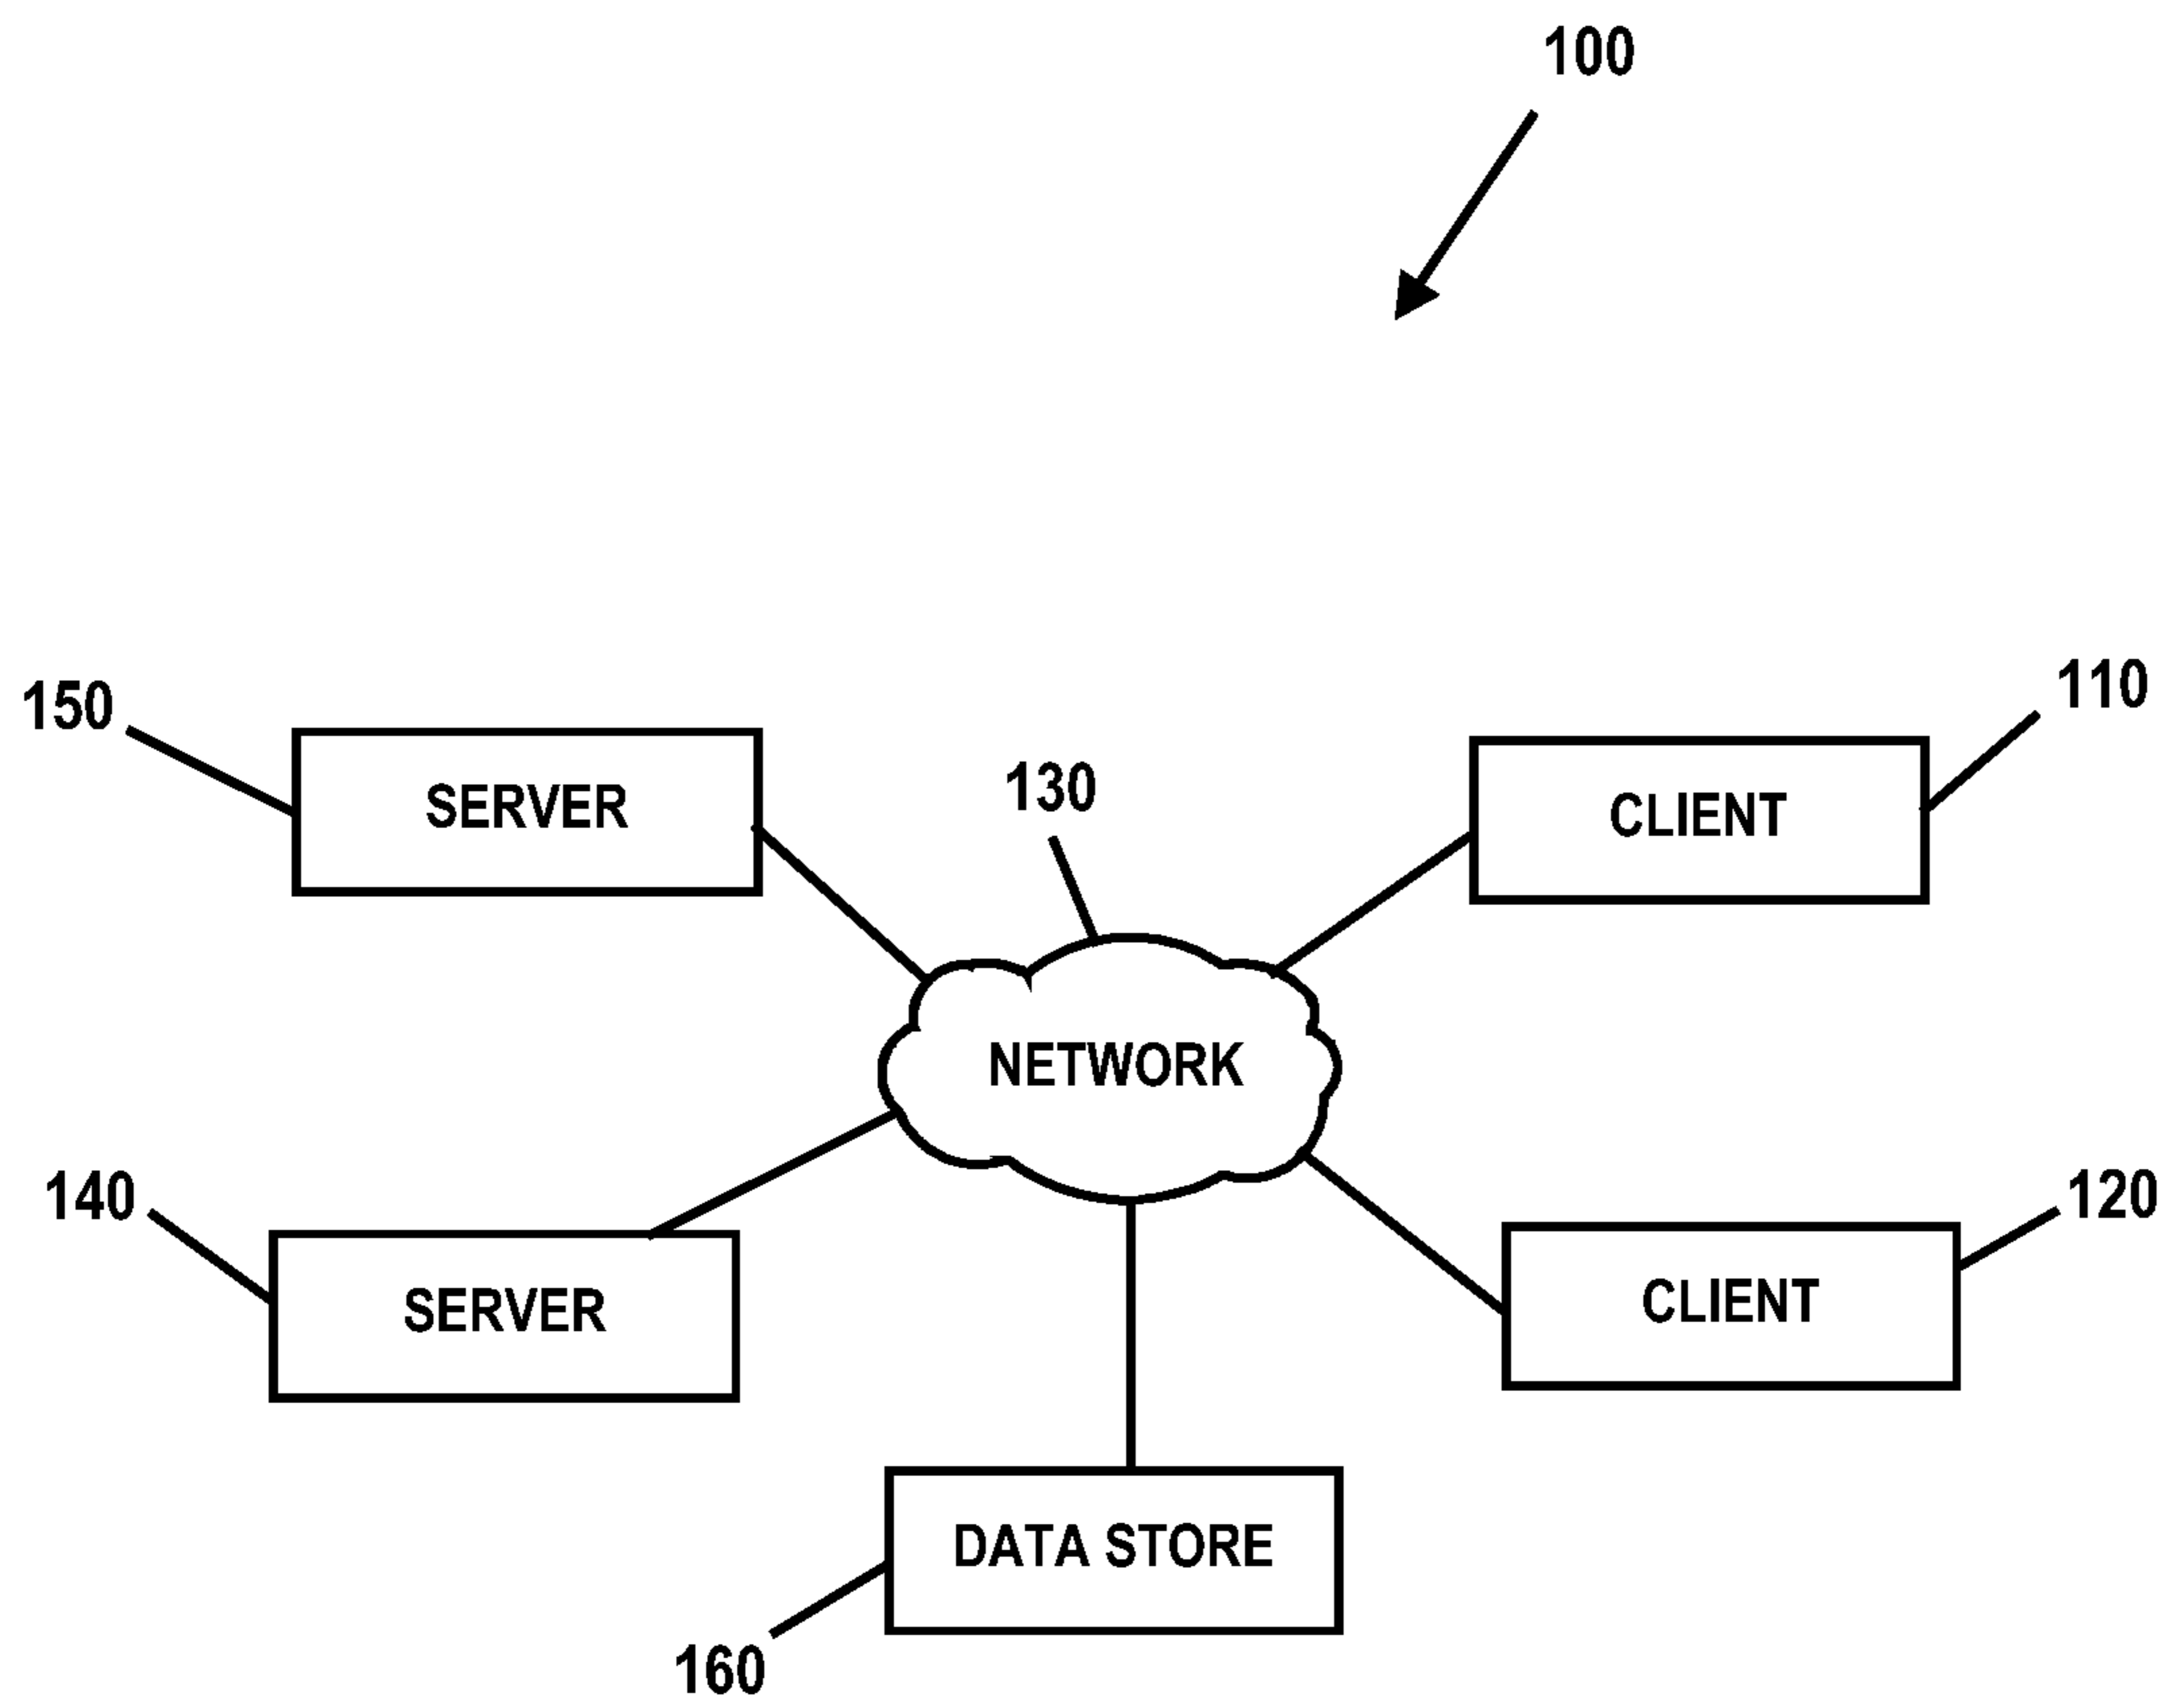 100
150
110
SERVER
130
CLIENT
NETWORK
140
120
SERVER
CLIENT
DATA STORE
160